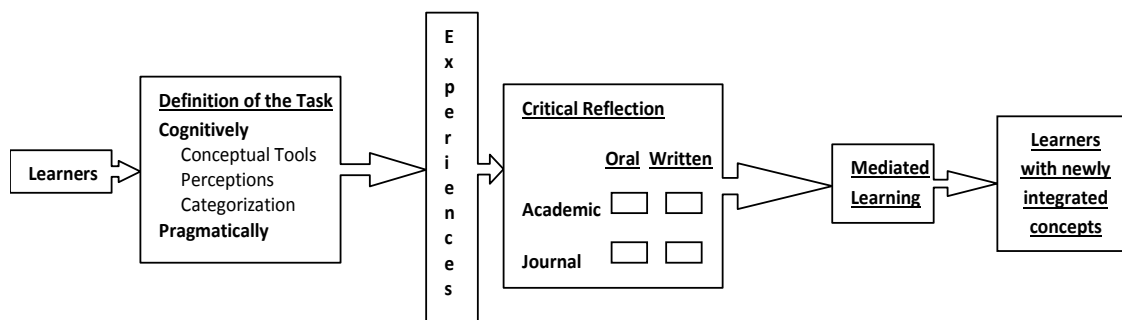 Learners
Definition of the Task
Cognitively
Conceptual Tools
Perceptions
Categorization
Pragmatically
Experiences
Critical Reflection
Oral Written
Academic
Journal
Mediated
Learning
Learners
with newly
integrated
concepts